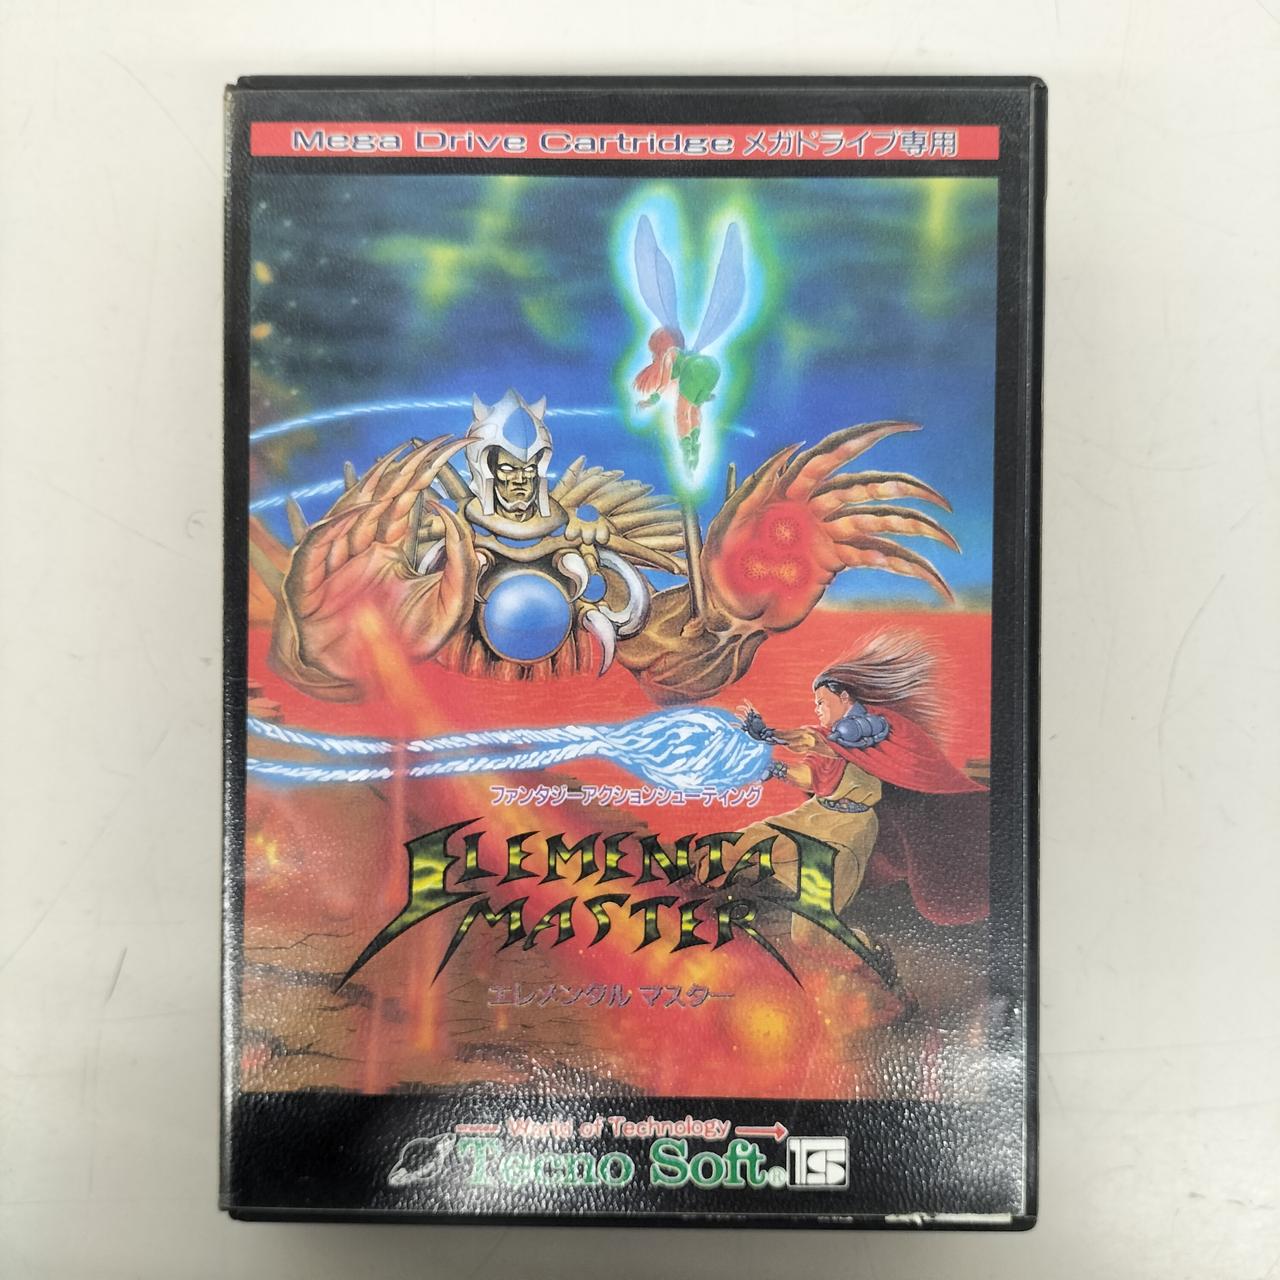 Mega Drive Cartridge メガドライブ専用
ファンタジーアクションシューティング
ELEMENTAL
MASTER
エレメンタル マスター
World of Technology
Tecno Soft®